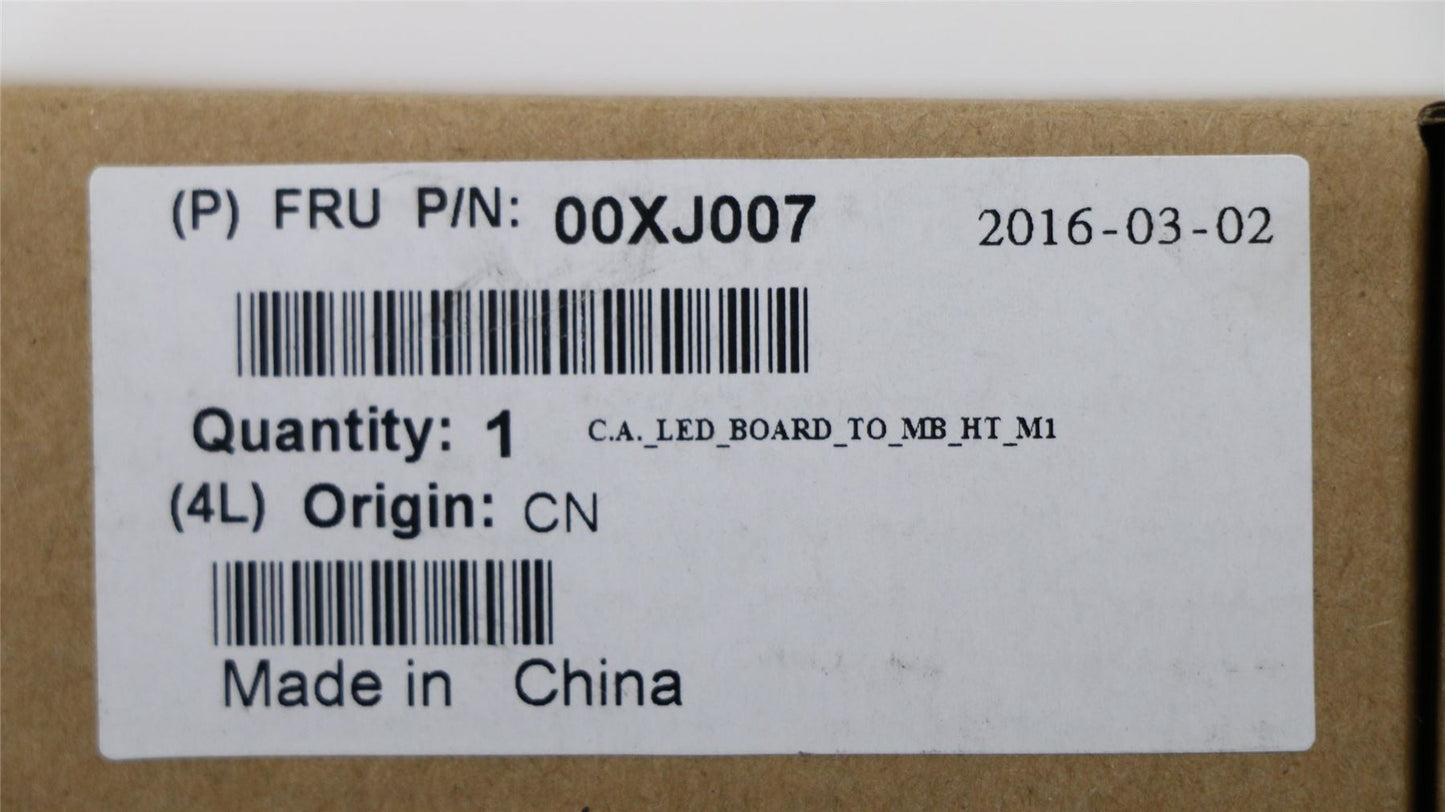 (P) FRU P/N: 00XJ007 2016-03-02
Quantity: 1 C.A._LED_BOARD_TO_MB_HT_M1
(4L) Origin: CN
Made in China